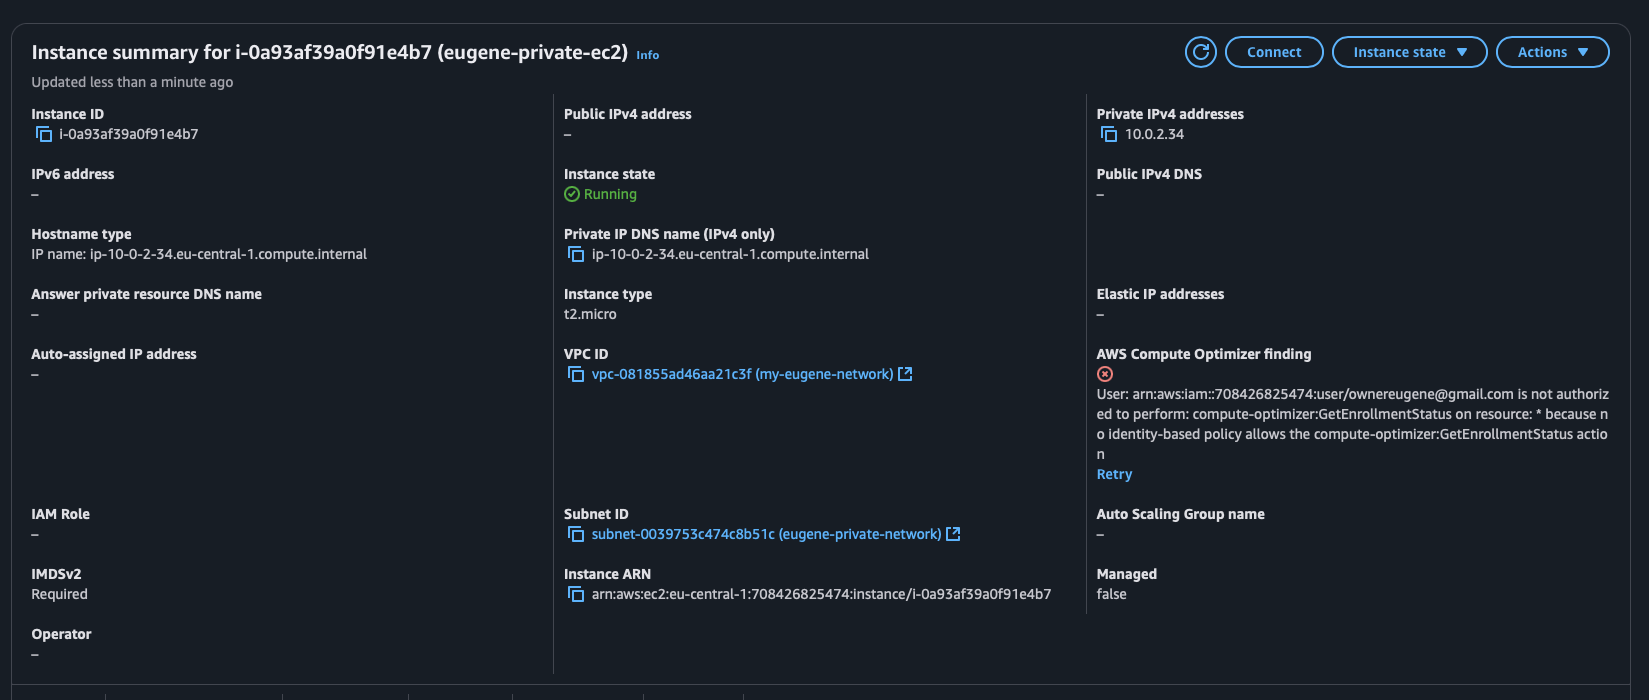 Instance summary for i-0a93af39a0f91e4b7 (eugene-private-ec2) Info
Connect
Instance state
Actions
Updated less than a minute ago
Instance ID
i-0a93af39a0f91e4b7
Public IPv4 address
–
Private IPv4 addresses
10.0.2.34
IPv6 address
–
Instance state
Running
Public IPv4 DNS
–
Hostname type
IP name: ip-10-0-2-34.eu-central-1.compute.internal
Private IP DNS name (IPv4 only)
ip-10-0-2-34.eu-central-1.compute.internal
Answer private resource DNS name
–
Instance type
t2.micro
Elastic IP addresses
–
Auto-assigned IP address
–
VPC ID
vpc-081855ad46aa21c3f (my-eugene-network)
AWS Compute Optimizer finding
User: arn:aws:iam::708426825474:user/ownereugene@gmail.com is not authoriz
ed to perform: compute-optimizer:GetEnrollmentStatus on resource: * because n
o identity-based policy allows the compute-optimizer:GetEnrollmentStatus actio
n
Retry
IAM Role
–
Subnet ID
subnet-0039753c474c8b51c (eugene-private-network)
Auto Scaling Group name
–
IMDSv2
Required
Instance ARN
arn:aws:ec2:eu-central-1:708426825474:instance/i-0a93af39a0f91e4b7
Managed
false
Operator
–